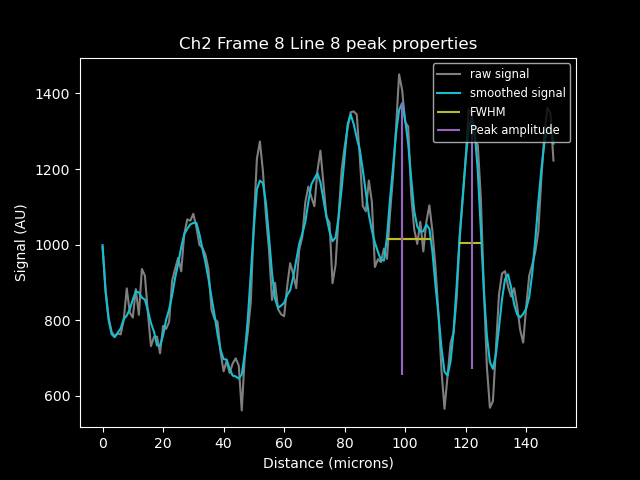 Ch2 Frame 8 Line 8 peak properties
raw signal
smoothed signal
FWHM
Peak amplitude
Signal (AU)
1400
1200
1000
800
600
0 20 40 60 80 100 120 140
Distance (microns)